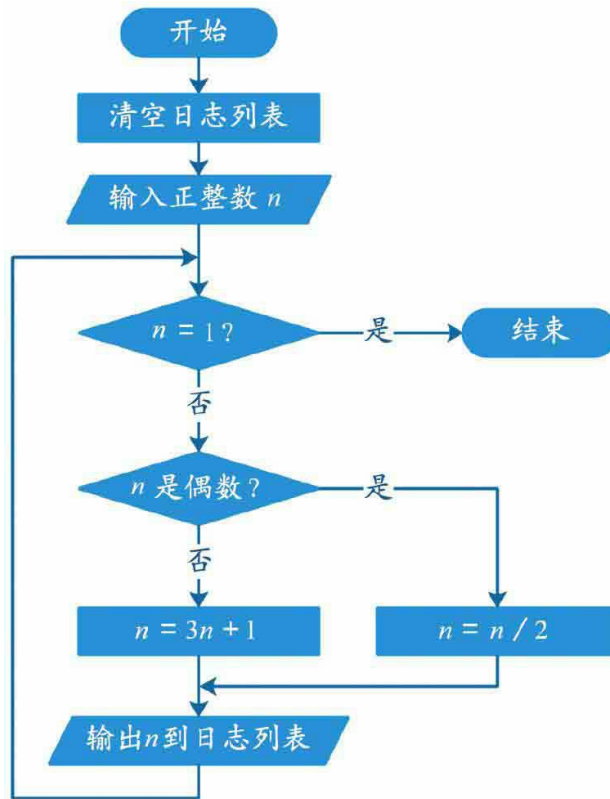 开始
清空日志列表
输入正整数 n
n = 1?
是
结束
否
n 是偶数?
是
否
n = 3n + 1
n = n / 2
输出n到日志列表